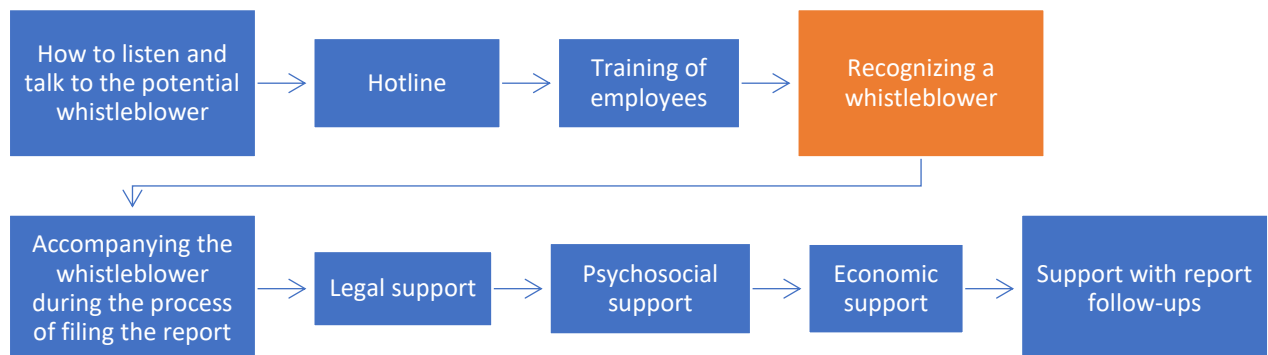 How to listen and
talk to the potential
whistleblower
Hotline
Training of
employees
Recognizing a
whistleblower
Accompanying the
whistleblower
during the process
of filing the report
Legal support
Psychosocial
support
Economic
support
Support with report
follow-ups